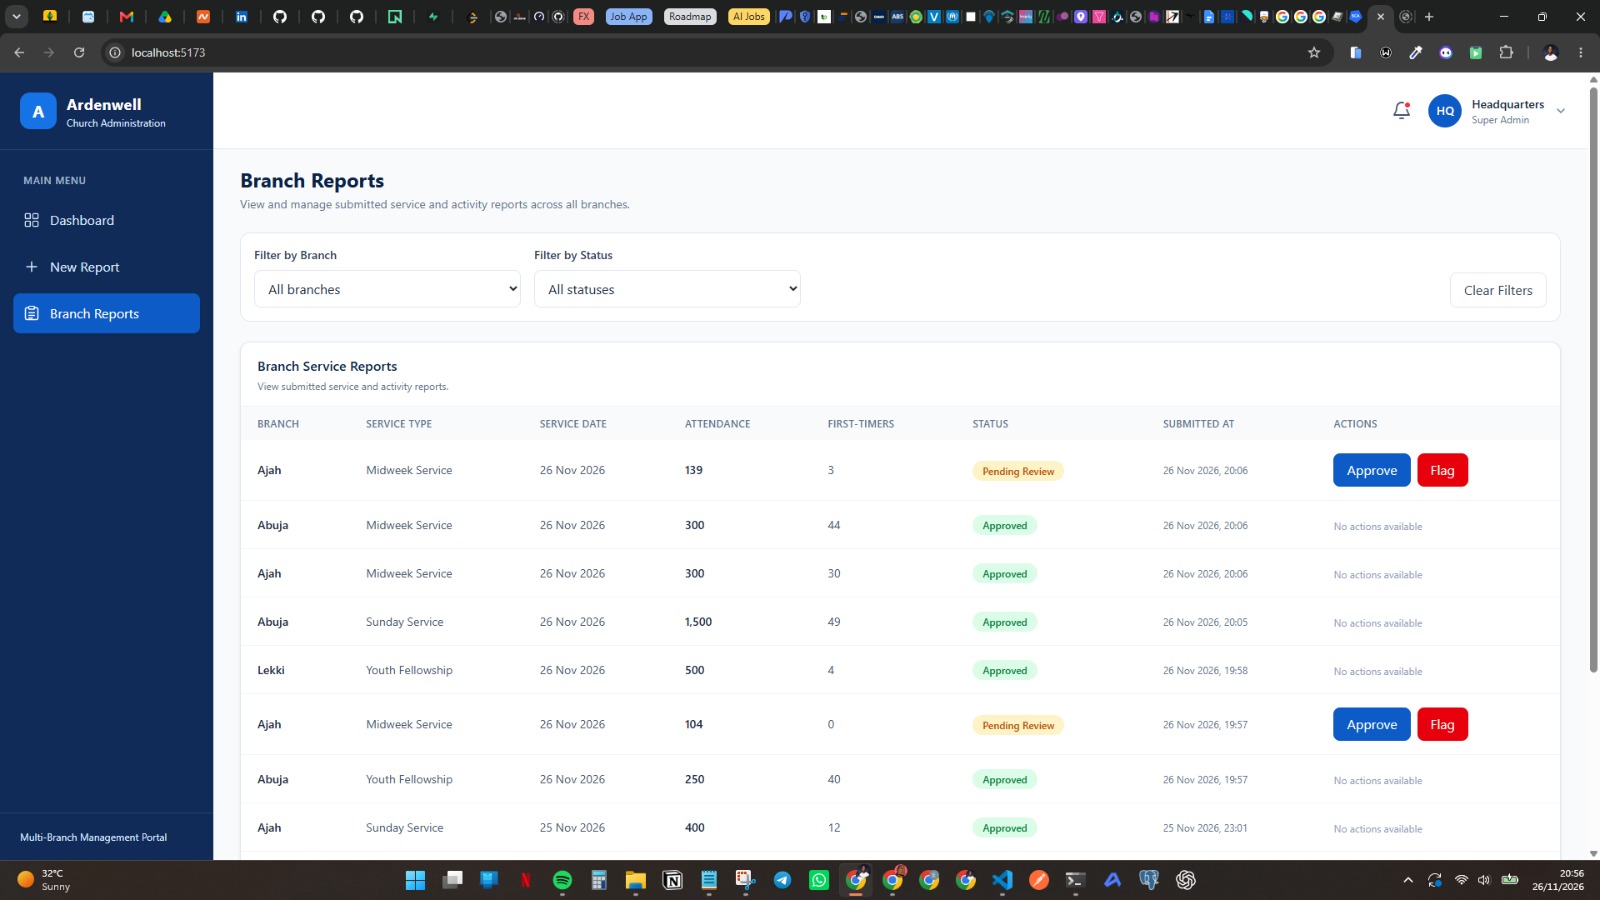 FX
Job App
Roadmap
AI Jobs
localhost:5173
A
Ardenwell
Church Administration
HQ
Headquarters
Super Admin
MAIN MENU
Dashboard
New Report
Branch Reports
Branch Reports
View and manage submitted service and activity reports across all branches.
Filter by Branch
Filter by Status
All branches
All statuses
Clear Filters
Branch Service Reports
View submitted service and activity reports.
BRANCH SERVICE TYPE SERVICE DATE ATTENDANCE FIRST-TIMERS STATUS SUBMITTED AT ACTIONS
Ajah Midweek Service 26 Nov 2026 139 3 Pending Review 26 Nov 2026, 20:06 Approve Flag
Abuja Midweek Service 26 Nov 2026 300 44 Approved 26 Nov 2026, 20:06 No actions available
Ajah Midweek Service 26 Nov 2026 300 30 Approved 26 Nov 2026, 20:06 No actions available
Abuja Sunday Service 26 Nov 2026 1,500 49 Approved 26 Nov 2026, 20:05 No actions available
Lekki Youth Fellowship 26 Nov 2026 500 4 Approved 26 Nov 2026, 19:58 No actions available
Ajah Midweek Service 26 Nov 2026 104 0 Pending Review 26 Nov 2026, 19:57 Approve Flag
Abuja Youth Fellowship 26 Nov 2026 250 40 Approved 26 Nov 2026, 19:57 No actions available
Ajah Sunday Service 25 Nov 2026 400 12 Approved 25 Nov 2026, 23:01 No actions available
Multi-Branch Management Portal
32°C
Sunny
20:56
26/11/2026